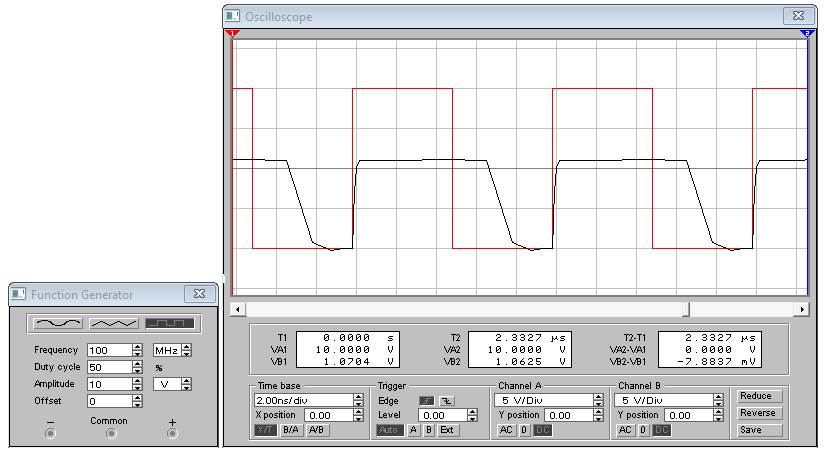 Oscilloscope
1
2
T1 0.0000 s T2 2.3327 µs T2-T1 2.3327 µs
VA1 10.0000 V VA2 10.0000 V VA2-VA1 0.0000 V
VB1 1.0704 V VB2 1.0625 V VB2-VB1 -7.8837 mV
Time base Trigger Channel A Channel B
2.00ns/div Edge 5 V/Div 5 V/Div Reduce
X position 0.00 Level 0.00 Y position 0.00 Y position 0.00 Reverse
Y/T B/A A/B Auto A B Ext AC 0 DC AC 0 DC Save
Function Generator
Frequency 100 MHz
Duty cycle 50 %
Amplitude 10 V
Offset 0
− Common +